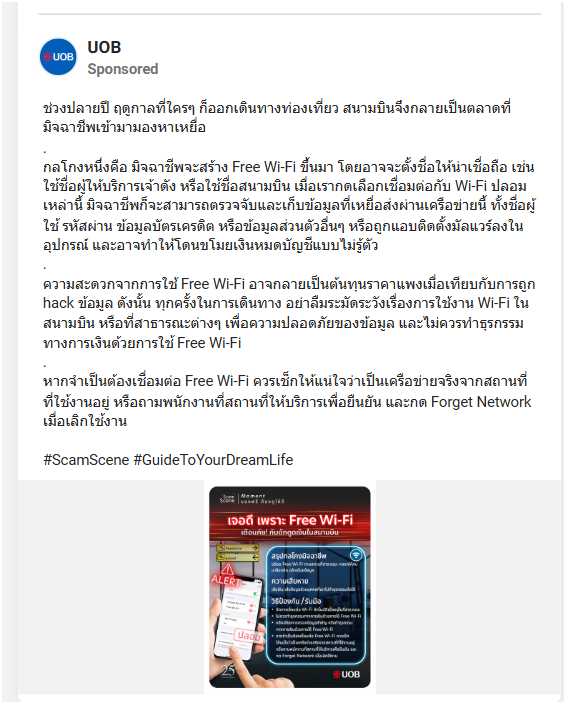 UOB
UOB
Sponsored
ช่วงปลายปี ฤดูกาลที่ใครๆ ก็ออกเดินทางท่องเที่ยว สนามบินจึงกลายเป็นตลาดที่
มิจฉาชีพเข้ามามองหาเหยื่อ
.
กลโกงหนึ่งคือ มิจฉาชีพจะสร้าง Free Wi-Fi ขึ้นมา โดยอาจจะตั้งชื่อให้น่าเชื่อถือ เช่น
ใช้ชื่อผู้ให้บริการเจ้าดัง หรือใช้ชื่อสนามบิน เมื่อเรากดเลือกเชื่อมต่อกับ Wi-Fi ปลอม
เหล่านี้ มิจฉาชีพก็จะสามารถตรวจจับและเก็บข้อมูลที่เหยื่อส่งผ่านเครือข่ายนี้ ทั้งชื่อผู้
ใช้ รหัสผ่าน ข้อมูลบัตรเครดิต หรือข้อมูลส่วนตัวอื่นๆ หรือถูกแอบติดตั้งมัลแวร์ลงใน
อุปกรณ์ และอาจทำให้โดนขโมยเงินหมดบัญชีแบบไม่รู้ตัว
.
ความสะดวกจากการใช้ Free Wi-Fi อาจกลายเป็นต้นทุนราคาแพงเมื่อเทียบกับการถูก
hack ข้อมูล ดังนั้น ทุกครั้งในการเดินทาง อย่าลืมระมัดระวังเรื่องการใช้งาน Wi-Fi ใน
สนามบิน หรือที่สาธารณะต่างๆ เพื่อความปลอดภัยของข้อมูล และไม่ควรทำธุรกรรม
ทางการเงินด้วยการใช้ Free Wi-Fi
.
หากจำเป็นต้องเชื่อมต่อ Free Wi-Fi ควรเช็กให้แน่ใจว่าเป็นเครือข่ายจริงจากสถานที่
ที่ใช้งานอยู่ หรือถามพนักงานที่สถานที่ให้บริการเพื่อยืนยัน และกด Forget Network
เมื่อเลิกใช้งาน
#ScamScene #GuideToYourDreamLife
Scam Scene Moment
เจอดี เพราะ Free Wi-Fi
เตือนภัย! ภัยดักดูดเงินในสนามบิน
ALERT
ปลอม
สรุปกลโกงมิจฉาชีพ
ความเสียหาย
วิธีป้องกัน/รับมือ
25
UOB